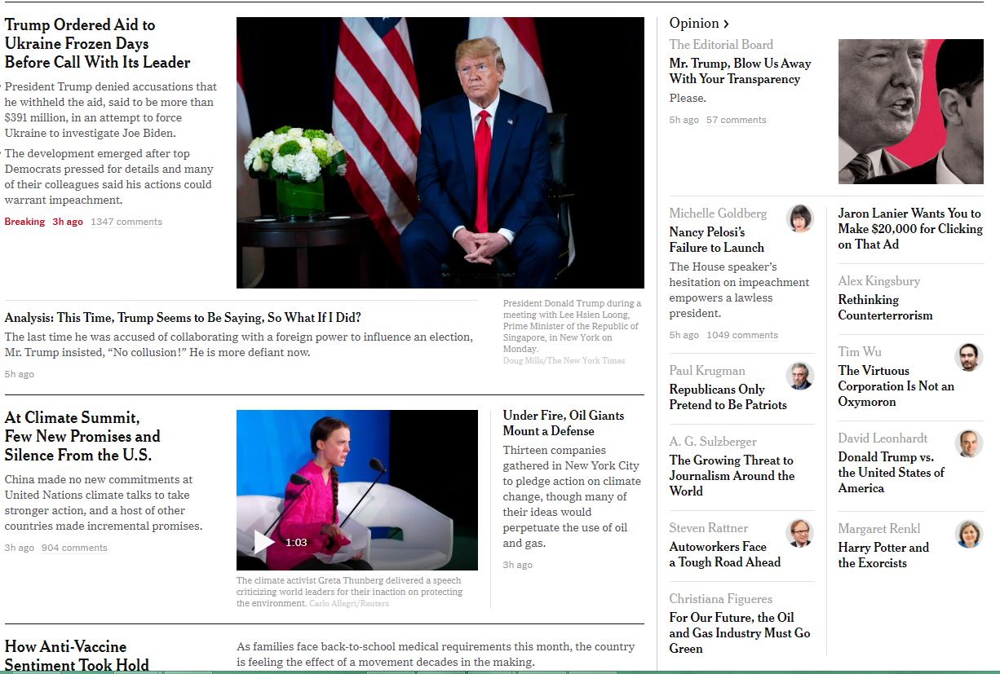 Trump Ordered Aid to
Ukraine Frozen Days
Before Call With Its Leader
President Trump denied accusations that
he withheld the aid, said to be more than
$391 million, in an attempt to force
Ukraine to investigate Joe Biden.
The development emerged after top
Democrats pressed for details and many
of their colleagues said his actions could
warrant impeachment.
Breaking 3h ago 1347 comments
Analysis: This Time, Trump Seems to Be Saying, So What If I Did?
The last time he was accused of collaborating with a foreign power to influence an election,
Mr. Trump insisted, “No collusion!” He is more defiant now.
5h ago
President Donald Trump during a
meeting with Lee Hsien Loong,
Prime Minister of the Republic of
Singapore, in New York on
Monday.
Doug Mills/The New York Times
At Climate Summit,
Few New Promises and
Silence From the U.S.
China made no new commitments at
United Nations climate talks to take
stronger action, and a host of other
countries made incremental promises.
3h ago 904 comments
1:03
The climate activist Greta Thunberg delivered a speech
criticizing world leaders for their inaction on protecting
the environment. Carlo Allegri/Reuters
Under Fire, Oil Giants
Mount a Defense
Thirteen companies
gathered in New York City
to pledge action on climate
change, though many of
their ideas would
perpetuate the use of oil
and gas.
3h ago
How Anti-Vaccine
Sentiment Took Hold
As families face back-to-school medical requirements this month, the country
is feeling the effect of a movement decades in the making.
Opinion >
The Editorial Board
Mr. Trump, Blow Us Away
With Your Transparency
Please.
5h ago 57 comments
Michelle Goldberg
Nancy Pelosi’s
Failure to Launch
The House speaker’s
hesitation on impeachment
empowers a lawless
president.
5h ago 1049 comments
Paul Krugman
Republicans Only
Pretend to Be Patriots
A. G. Sulzberger
The Growing Threat to
Journalism Around the
World
Steven Rattner
Autoworkers Face
a Tough Road Ahead
Christiana Figueres
For Our Future, the Oil
and Gas Industry Must Go
Green
Jaron Lanier Wants You to
Make $20,000 for Clicking
on That Ad
Alex Kingsbury
Rethinking
Counterterrorism
Tim Wu
The Virtuous
Corporation Is Not an
Oxymoron
David Leonhardt
Donald Trump vs.
the United States of
America
Margaret Renkl
Harry Potter and
the Exorcists